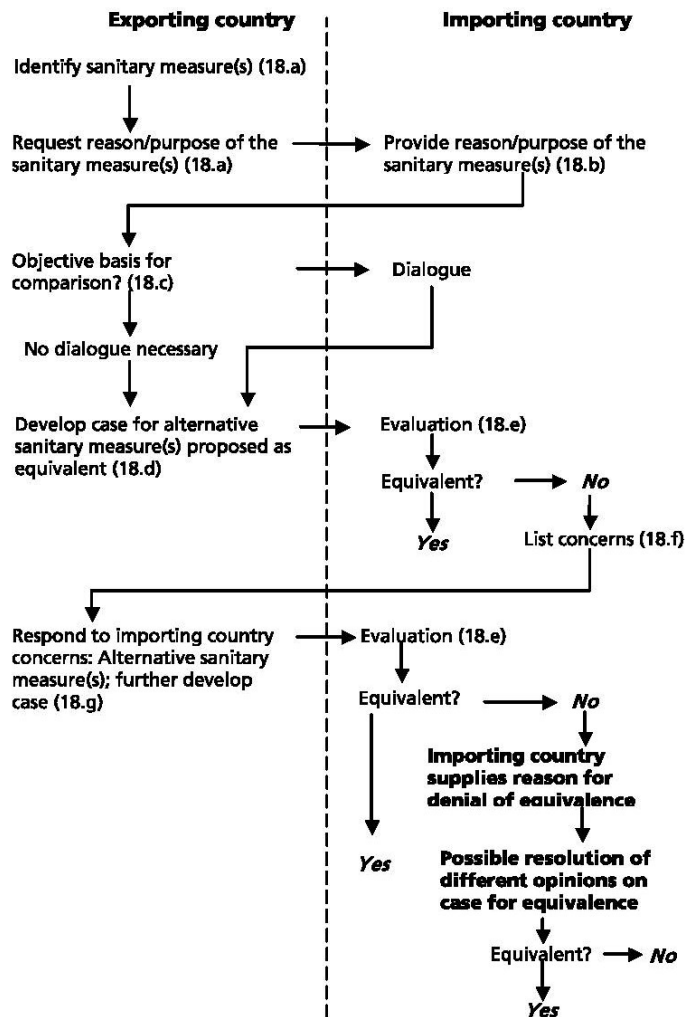 Exporting country
Importing country
Identify sanitary measure(s) (18.a)
Request reason/purpose of the
sanitary measure(s) (18.a)
Provide reason/purpose of the
sanitary measure(s) (18.b)
Objective basis for
comparison? (18.c)
Dialogue
No dialogue necessary
Develop case for alternative
sanitary measure(s) proposed as
equivalent (18.d)
Evaluation (18.e)
Equivalent?
No
Yes
List concerns (18.f)
Respond to importing country
concerns: Alternative sanitary
measure(s); further develop
case (18.g)
Evaluation (18.e)
Equivalent?
No
Importing country
supplies reason for
denial of equivalence
Yes
Possible resolution of
different opinions on
case for equivalence
Equivalent?
No
Yes